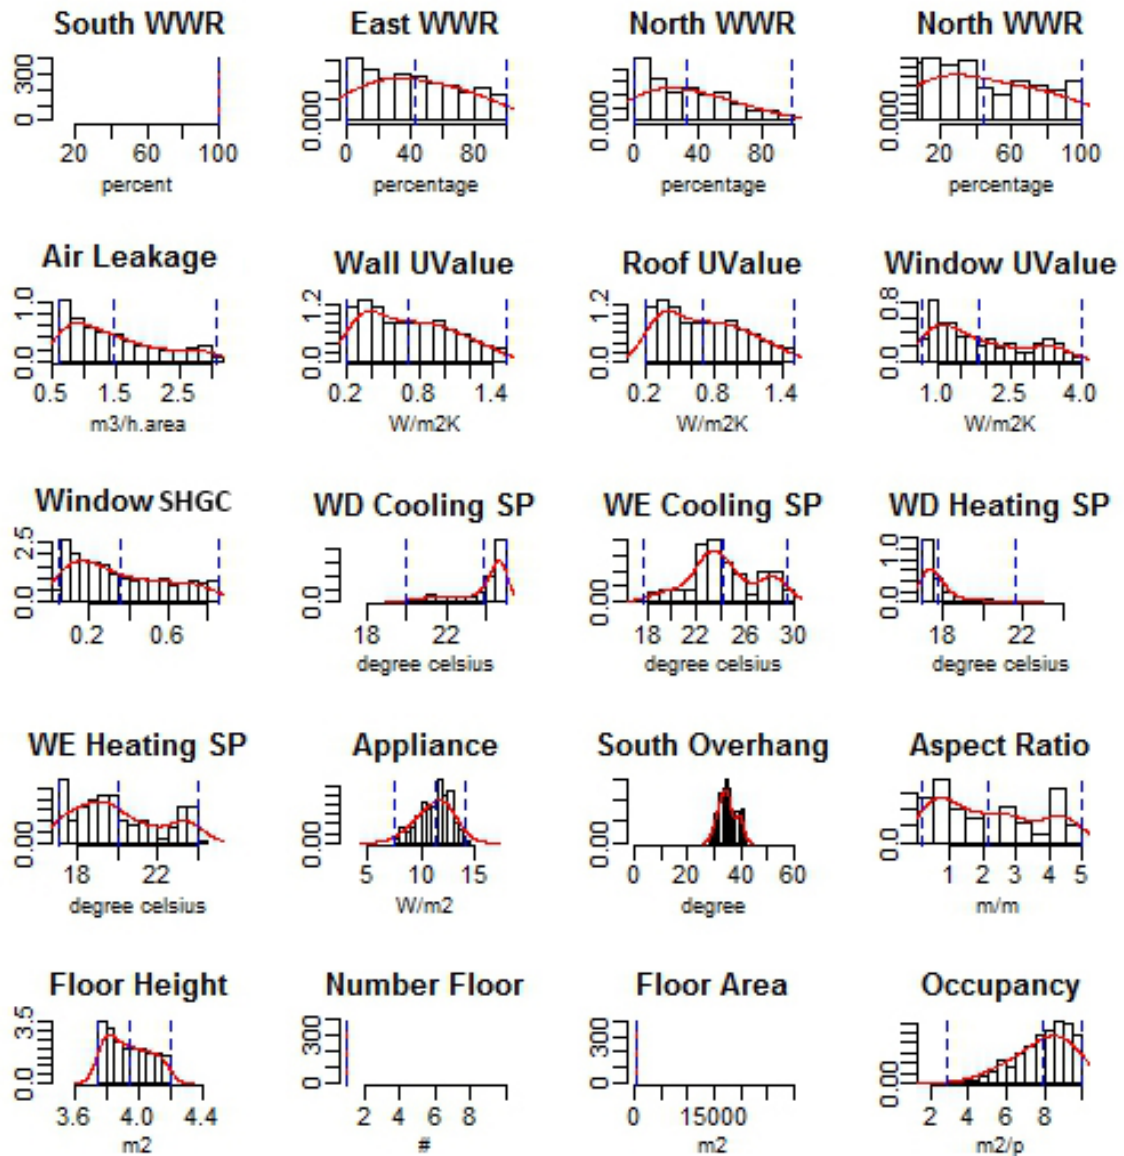 South WWR East WWR North WWR North WWR
300
0
20 60 100
percent
0.000
0 40 80
percentage
0.000
0 40 80
percentage
0.000
20 60 100
percentage
Air Leakage Wall UValue Roof UValue Window UValue
1.0
0.0
0.5 1.5 2.5
m3/h.area
1.2
0.0
0.2 0.8 1.4
W/m2K
1.2
0.0
0.2 0.8 1.4
W/m2K
0.8
0.0
1.0 2.5 4.0
W/m2K
Window SHGC WD Cooling SP WE Cooling SP WD Heating SP
2.5
0.0
0.2 0.6
0.0
18 22
degree celsius
0.00
18 22 26 30
degree celsius
1.0
0.0
18 22
degree celsius
WE Heating SP Appliance South Overhang Aspect Ratio
0.00
18 22
degree celsius
0.00
5 10 15
W/m2
0.00
0 20 40 60
degree
0.0
1 2 3 4 5
m/m
Floor Height Number Floor Floor Area Occupancy
3.5
0.0
3.6 4.0 4.4
m2
300
0
2 4 6 8
#
300
0
0 15000
m2
0.00
2 4 6 8
m2/p